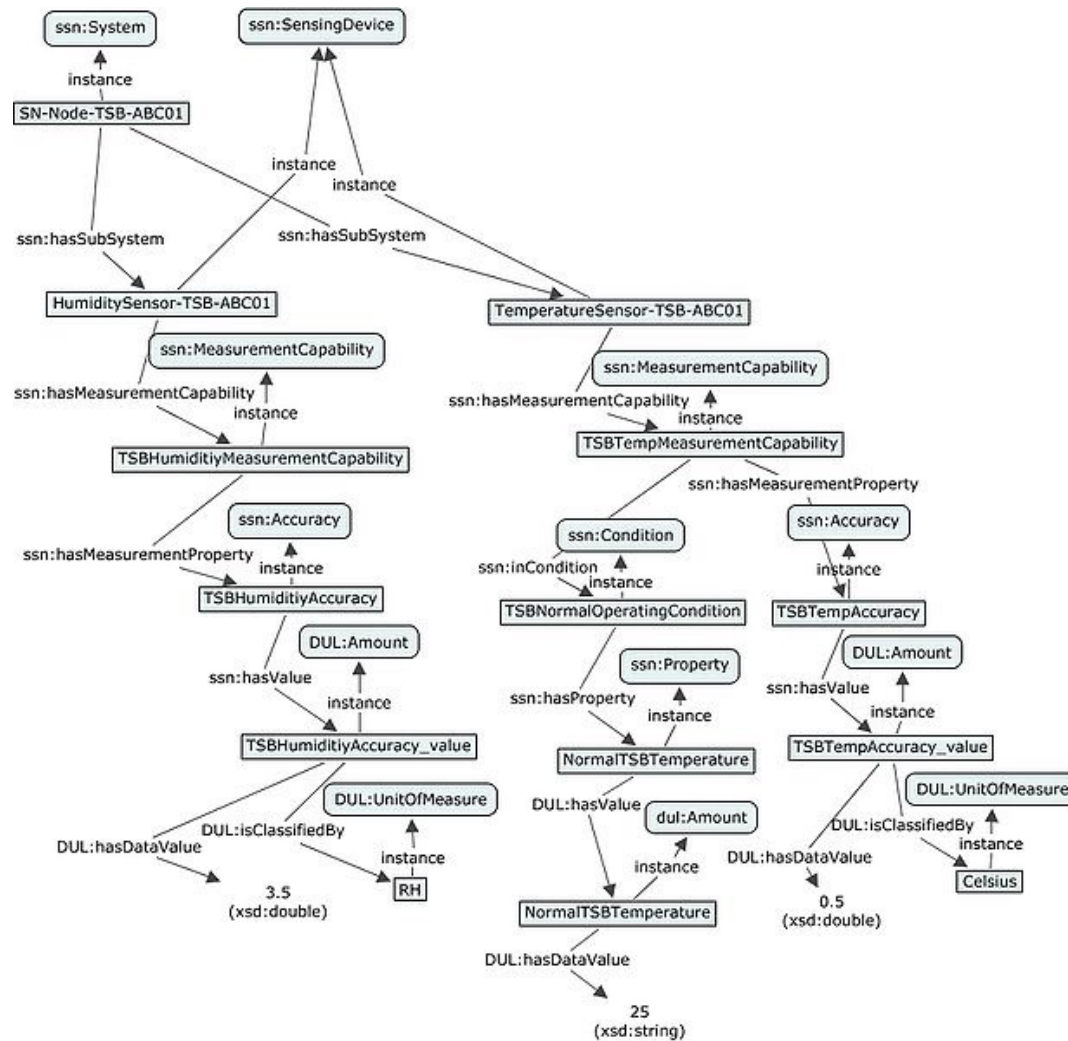 ssn:System
ssn:SensingDevice
instance
SN-Node-TSB-ABC01
instance
instance
ssn:hasSubSystem
ssn:hasSubSystem
HumiditySensor-TSB-ABC01
TemperatureSensor-TSB-ABC01
ssn:MeasurementCapability
ssn:MeasurementCapability
ssn:hasMeasurementCapability
instance
ssn:hasMeasurementCapability
instance
TSBHumiditiyMeasurementCapability
TSBTempMeasurementCapability
ssn:hasMeasurementProperty
ssn:Accuracy
ssn:Accuracy
ssn:Condition
ssn:hasMeasurementProperty
instance
ssn:inCondition
instance
instance
TSBHumiditiyAccuracy
TSBNormalOperatingCondition
TSBTempAccuracy
DUL:Amount
DUL:Amount
ssn:Property
ssn:hasValue
ssn:hasProperty
ssn:hasValue
instance
instance
instance
TSBHumiditiyAccuracy_value
NormalTSBTemperature
TSBTempAccuracy_value
DUL:UnitOfMeasure
DUL:UnitOfMeasure
DUL:hasValue
dul:Amount
DUL:isClassifiedBy
DUL:isClassifiedBy
DUL:hasDataValue
instance
instance
DUL:hasDataValue
instance
RH
Celsius
3.5
(xsd:double)
0.5
(xsd:double)
NormalTSBTemperature
DUL:hasDataValue
25
(xsd:string)